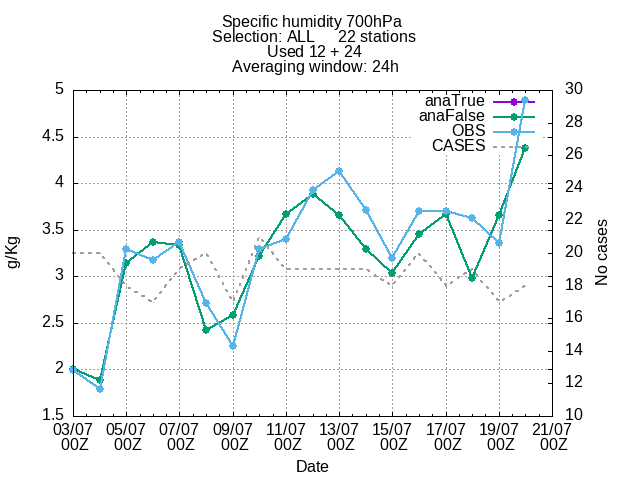 Specific humidity 700hPa
Selection: ALL 22 stations
Used 12 + 24
Averaging window: 24h
anaTrue
anaFalse
OBS
CASES
5
4.5
4
3.5
3
2.5
2
1.5
30
28
26
24
22
20
18
16
14
12
10
g/Kg
No cases
03/07 05/07 07/07 09/07 11/07 13/07 15/07 17/07 19/07 21/07
00Z 00Z 00Z 00Z 00Z 00Z 00Z 00Z 00Z 00Z
Date